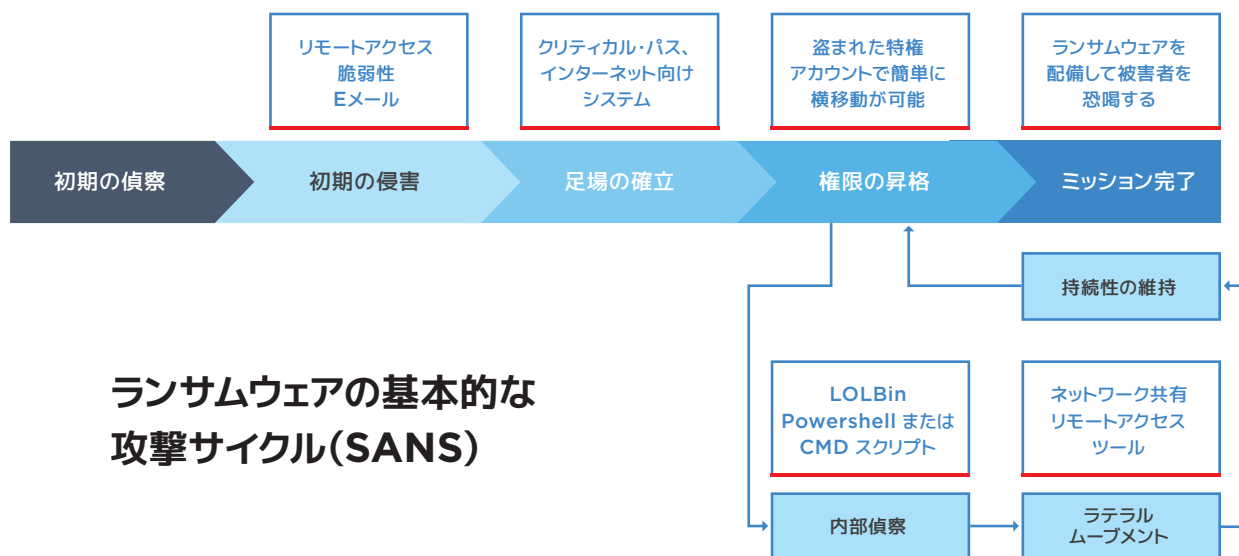 リモートアクセス
脆弱性
Eメール
クリティカル・パス、
インターネット向け
システム
盗まれた特権
アカウントで簡単に
横移動が可能
ランサムウェアを
配備して被害者を
恐喝する
初期の偵察
初期の侵害
足場の確立
権限の昇格
ミッション完了
持続性の維持
ランサムウェアの基本的な
攻撃サイクル(SANS)
LOLBin
Powershell または
CMD スクリプト
ネットワーク共有
リモートアクセス
ツール
内部偵察
ラテラル
ムーブメント